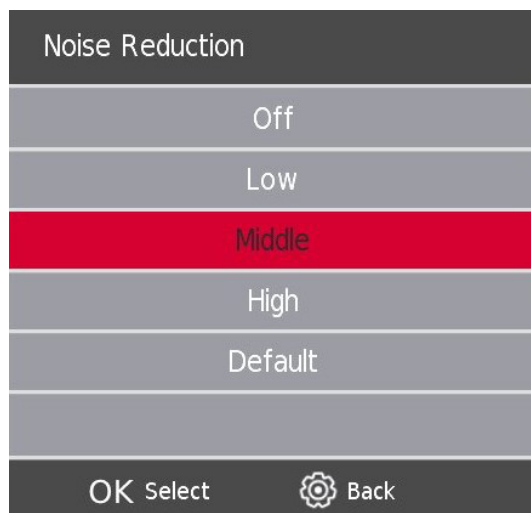 Noise Reduction
Off
Low
Middle
High
Default
OK Select Back